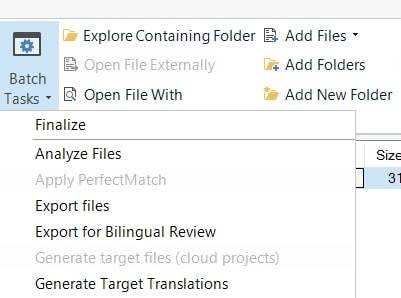 Batch Tasks
Explore Containing Folder
Open File Externally
Open File With
Add Files
Add Folders
Add New Folder
Finalize
Size
Analyze Files
31
Apply PerfectMatch
Export files
Export for Bilingual Review
Generate target files (cloud projects)
Generate Target Translations